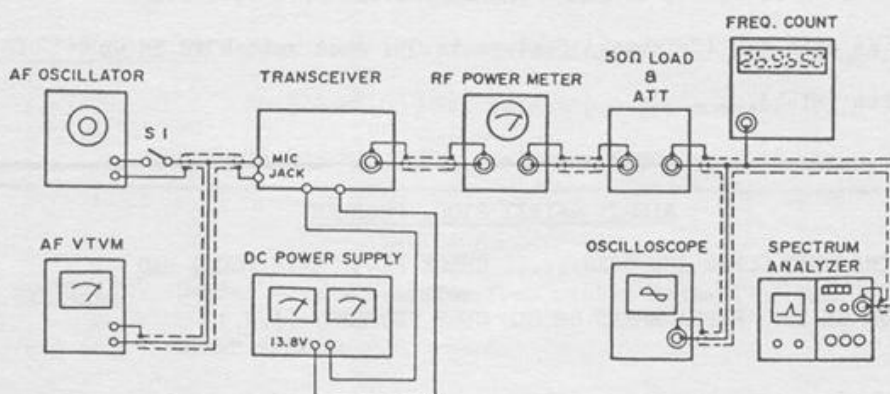 FREQ. COUNT
26.9650
AF OSCILLATOR
TRANSCEIVER
RF POWER METER
50Ω LOAD
&
ATT
S 1
MIC
JACK
AF VTVM
DC POWER SUPPLY
13.8V
OSCILLOSCOPE
SPECTRUM
ANALYZER